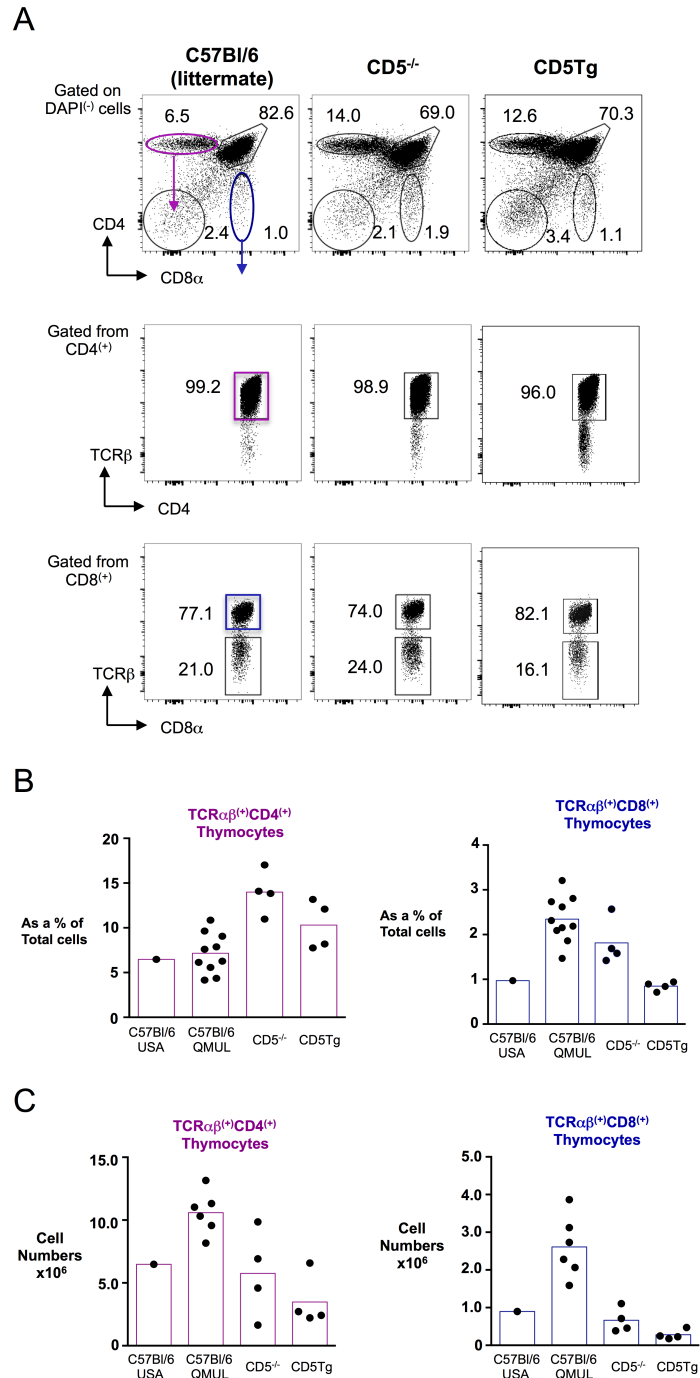 A
C57Bl/6
(littermate)
CD5-/-
CD5Tg
Gated on
DAPI(-) cells
6.5
82.6
14.0
69.0
12.6
70.3
CD4
2.4
1.0
2.1
1.9
3.4
1.1
CD8α
Gated from
CD4(+)
99.2
98.9
96.0
TCRβ
CD4
Gated from
CD8(+)
77.1
74.0
82.1
TCRβ
21.0
24.0
16.1
CD8α
B
TCRαβ(+)CD4(+)
Thymocytes
20
15
10
5
0
As a % of
Total cells
C57Bl/6
USA
C57Bl/6
QMUL
CD5-/-
CD5Tg
TCRαβ(+)CD8(+)
Thymocytes
4
3
2
1
0
As a % of
Total cells
C57Bl/6
USA
C57Bl/6
QMUL
CD5-/-
CD5Tg
C
TCRαβ(+)CD4(+)
Thymocytes
15.0
10.0
5.0
0
Cell
Numbers
x10⁶
C57Bl/6
USA
C57Bl/6
QMUL
CD5-/-
CD5Tg
TCRαβ(+)CD8(+)
Thymocytes
5.0
4.0
3.0
2.0
1.0
0
Cell
Numbers
x10⁶
C57Bl/6
USA
C57Bl/6
QMUL
CD5-/-
CD5Tg